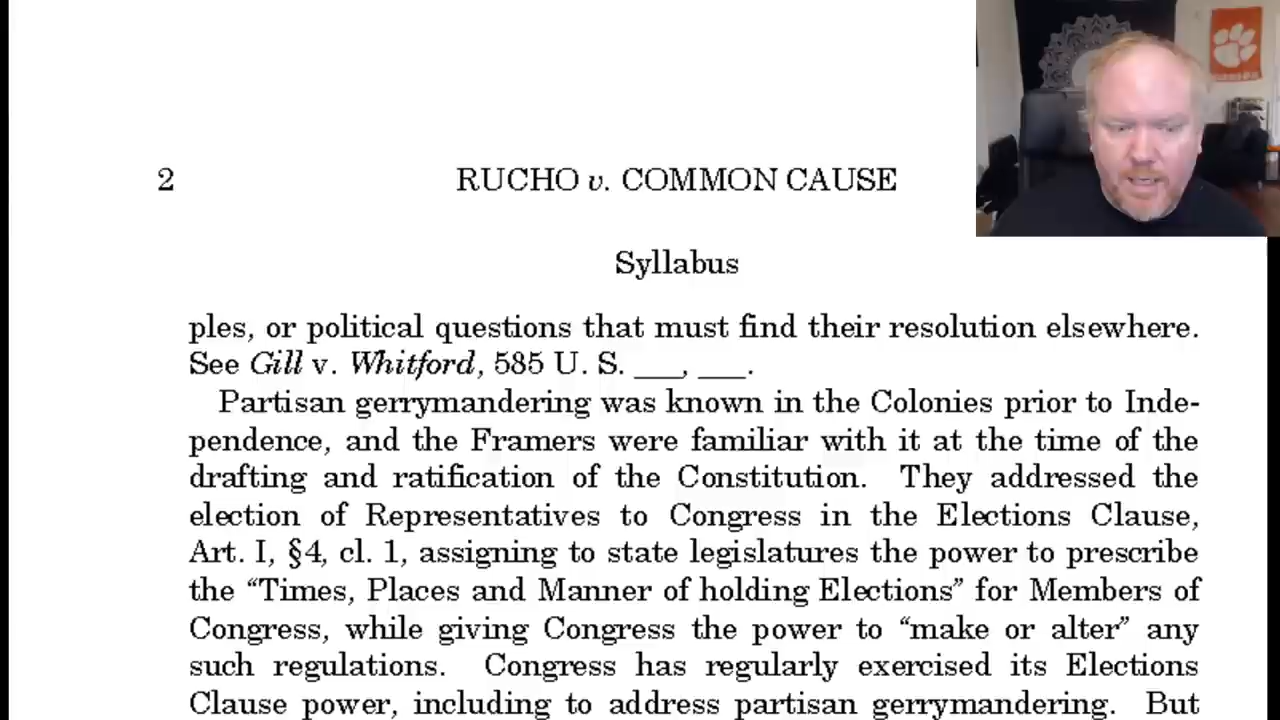 2
RUCHO v. COMMON CAUSE
Syllabus
ples, or political questions that must find their resolution elsewhere.
See Gill v. Whitford, 585 U. S. ___, ___.
Partisan gerrymandering was known in the Colonies prior to Inde-
pendence, and the Framers were familiar with it at the time of the
drafting and ratification of the Constitution. They addressed the
election of Representatives to Congress in the Elections Clause,
Art. I, §4, cl. 1, assigning to state legislatures the power to prescribe
the “Times, Places and Manner of holding Elections” for Members of
Congress, while giving Congress the power to “make or alter” any
such regulations. Congress has regularly exercised its Elections
Clause power, including to address partisan gerrymandering. But